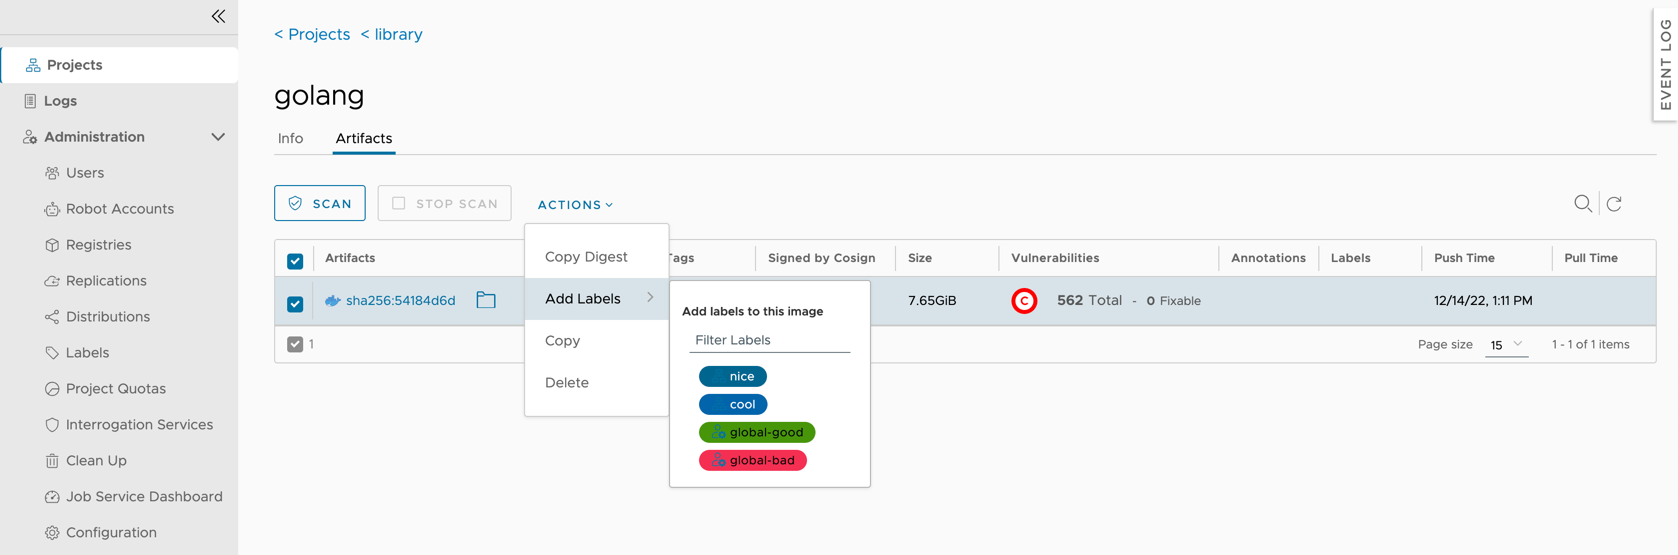 Projects
Logs
Administration
Users
Robot Accounts
Registries
Replications
Distributions
Labels
Project Quotas
Interrogation Services
Clean Up
Job Service Dashboard
Configuration
< Projects < library
golang
Info Artifacts
SCAN STOP SCAN ACTIONS
Artifacts Tags Signed by Cosign Size Vulnerabilities Annotations Labels Push Time Pull Time
sha256:54184d6d 7.65GiB C 562 Total - 0 Fixable 12/14/22, 1:11 PM
1 Page size 15 1 - 1 of 1 items
Copy Digest
Add Labels
Copy
Delete
Add labels to this image
Filter Labels
nice
cool
global-good
global-bad
EVENT LOG